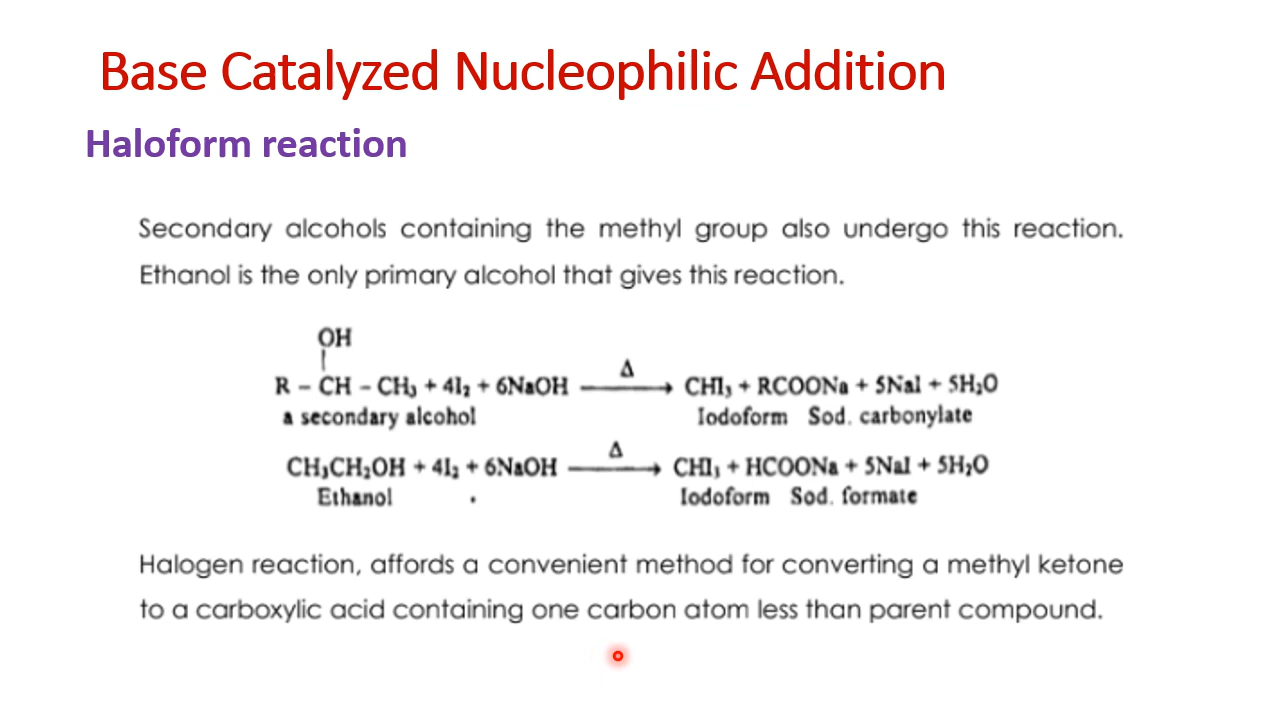 Base Catalyzed Nucleophilic Addition
Haloform reaction
Secondary alcohols containing the methyl group also undergo this reaction.
Ethanol is the only primary alcohol that gives this reaction.
OH
|
R – CH – CH₃ + 4I₂ + 6NaOH —Δ→ CHI₃ + RCOONa + 5NaI + 5H₂O
a secondary alcohol Iodoform Sod. carbonylate
CH₃CH₂OH + 4I₂ + 6NaOH —Δ→ CHI₃ + HCOONa + 5NaI + 5H₂O
Ethanol Iodoform Sod. formate
Halogen reaction, affords a convenient method for converting a methyl ketone
to a carboxylic acid containing one carbon atom less than parent compound.